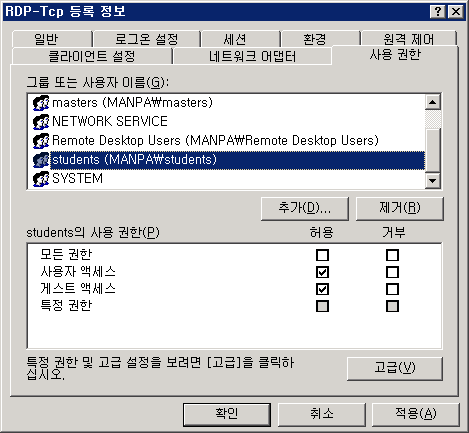 RDP-Tcp 등록 정보
일반 로그온 설정 세션 환경 원격 제어
클라이언트 설정 네트워크 어댑터 사용 권한
그룹 또는 사용자 이름(G):
masters (MANPA₩masters)
NETWORK SERVICE
Remote Desktop Users (MANPA₩Remote Desktop Users)
students (MANPA₩students)
SYSTEM
추가(D)... 제거(R)
students의 사용 권한(P) 허용 거부
모든 권한
사용자 액세스
게스트 액세스
특정 권한
특정 권한 및 고급 설정을 보려면 [고급]을 클릭하
십시오.
고급(V)
확인 취소 적용(A)